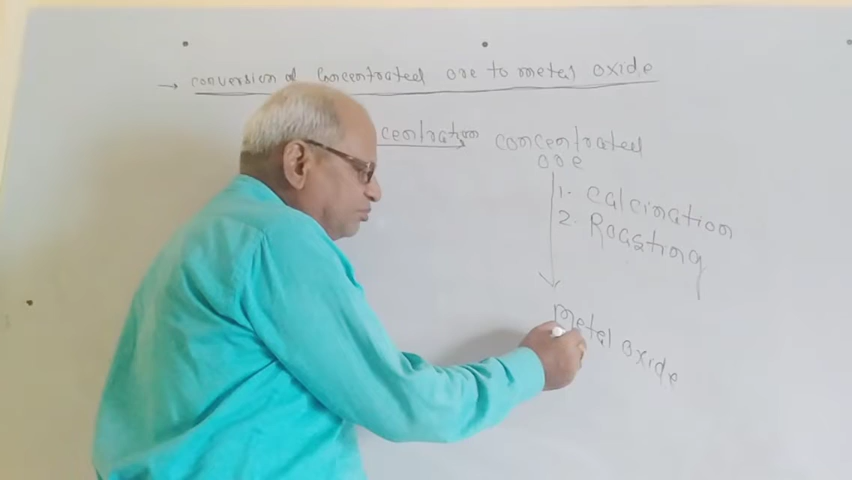 → conversion of concentrated ore to metal oxide
centration concentrated
ore
1. Calcination
2. Roasting
Metal oxide